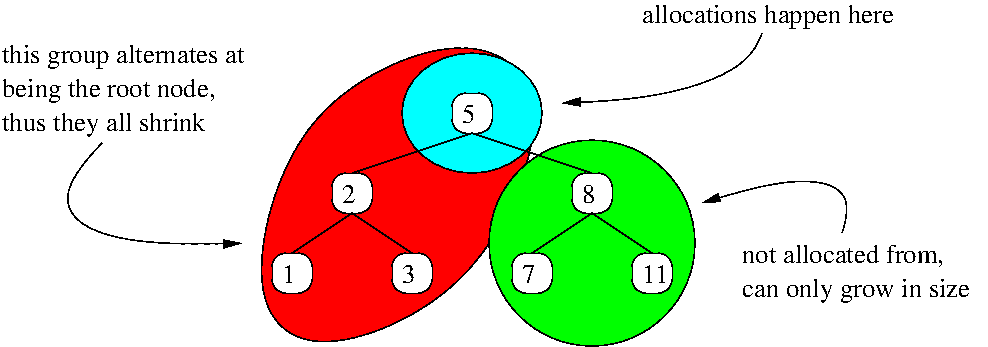 allocations happen here
this group alternates at
being the root node,
thus they all shrink
5
2
8
1
3
7
11
not allocated from,
can only grow in size